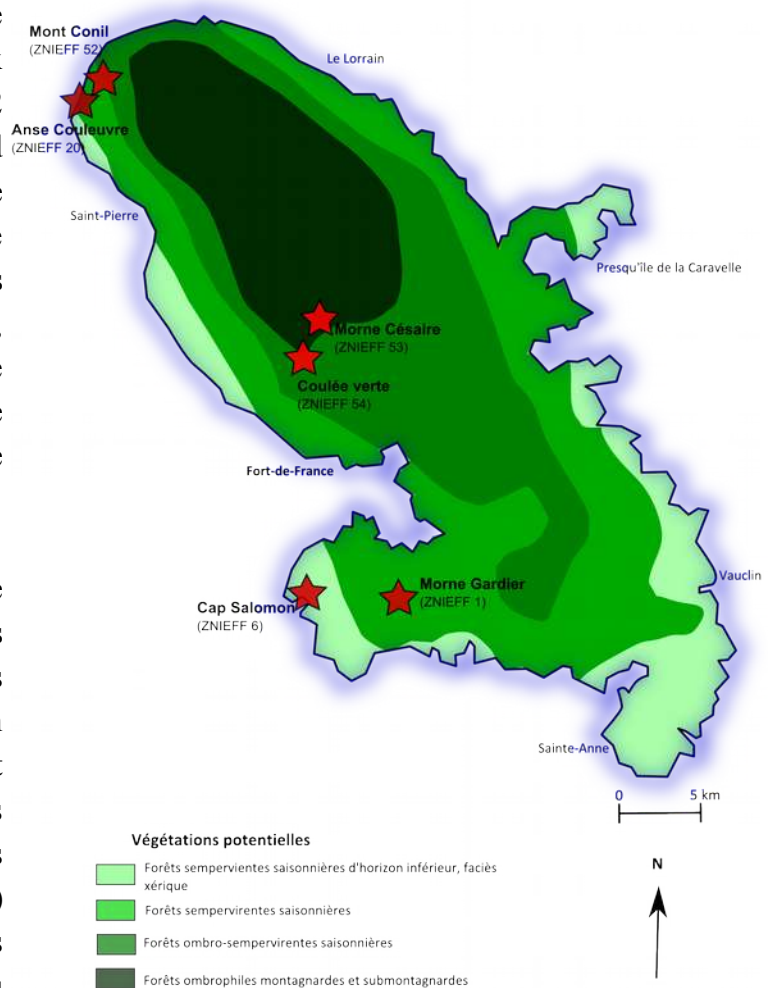 Mont Conil
(ZNIEFF 52)
Le Lorrain
Anse Couleuvre
(ZNIEFF 20)
Saint-Pierre
Presqu'île de la Caravelle
Morne Césaire
(ZNIEFF 53)
Coulée verte
(ZNIEFF 54)
Fort-de-France
Morne Gardier
(ZNIEFF 1)
Vauclin
Cap Salomon
(ZNIEFF 6)
Sainte-Anne
0 5 km
Végétations potentielles
N
Forêts sempervientes saisonnières d'horizon inférieur, faciès
xérique
Forêts sempervirentes saisonnières
Forêts ombro-sempervirentes saisonnières
Forêts ombrophiles montagnardes et submontagnardes